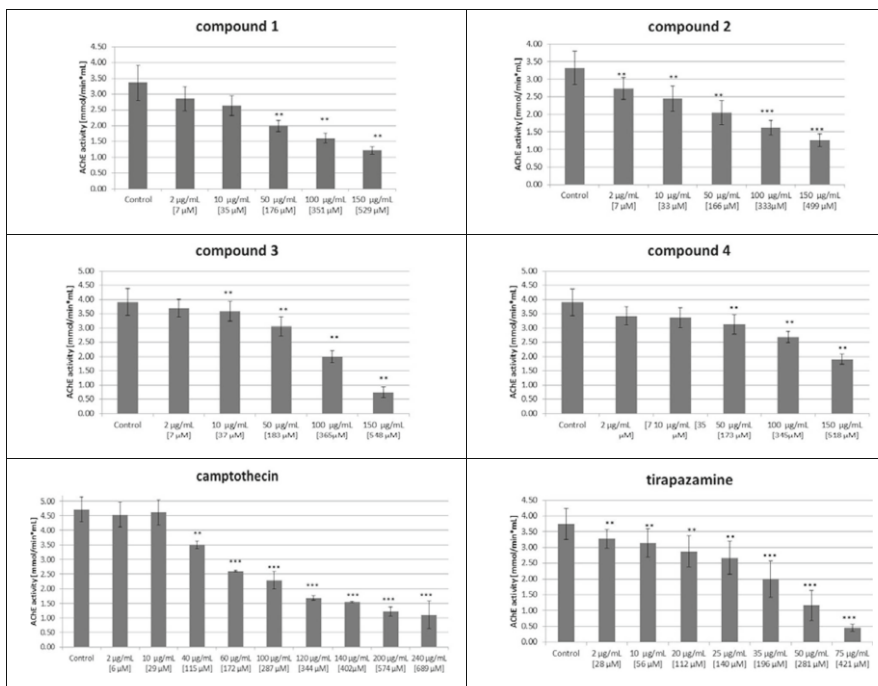 compound 1
AChE activity [mmol/min*mL]
4.50
4.00
3.50
3.00
2.50
2.00
1.50
1.00
0.50
0.00
** ** **
Control 2 µg/mL 10 µg/mL 50 µg/mL 100 µg/mL 150 µg/mL
[7 µM] [35 µM] [176 µM] [351 µM] [529 µM]
compound 2
AChE activity [mmol/min*mL]
4.00
3.50
3.00
2.50
2.00
1.50
1.00
0.50
0.00
** ** ** *** ***
Control 2 µg/mL 10 µg/mL 50 µg/mL 100 µg/mL 150 µg/mL
[7 µM] [33 µM] [166 µM] [333µM] [499 µM]
compound 3
AChE activity [mmol/min*mL]
5.00
4.50
4.00
3.50
3.00
2.50
2.00
1.50
1.00
0.50
0.00
** ** ** **
Control 2 µg/mL 10 µg/mL 50 µg/mL 100 µg/mL 150 µg/mL
[7 µM] [37 µM] [183 µM] [365µM] [548 µM]
compound 4
AChE activity [mmol/min*mL]
5.00
4.50
4.00
3.50
3.00
2.50
2.00
1.50
1.00
0.50
0.00
** ** **
Control 2 µg/mL [7 10 µg/mL [35 50 µg/mL 100 µg/mL 150 µg/mL
µM] µM] [173 µM] [345µM] [518 µM]
camptothecin
AChE activity [mmol/min*mL]
5.00
4.50
4.00
3.50
3.00
2.50
2.00
1.50
1.00
0.50
0.00
** *** *** *** *** *** ***
Control 2 µg/mL 10 µg/mL 40 µg/mL 60 µg/mL 100 µg/mL 120 µg/mL 140 µg/mL 200 µg/mL 240 µg/mL
[6 µM] [29 µM] [115 µM] [172 µM] [287 µM] [344 µM] [402µM] [574 µM] [689 µM]
tirapazamine
AChE activity [mmol/min*mL]
4.50
4.00
3.50
3.00
2.50
2.00
1.50
1.00
0.50
0.00
** ** ** ** *** *** ***
Control 2 µg/mL 10 µg/mL 20 µg/mL 25 µg/mL 35 µg/mL 50 µg/mL 75 µg/mL
[28 µM] [56 µM] [112 µM] [140 µM] [196 µM] [281 µM] [421 µM]